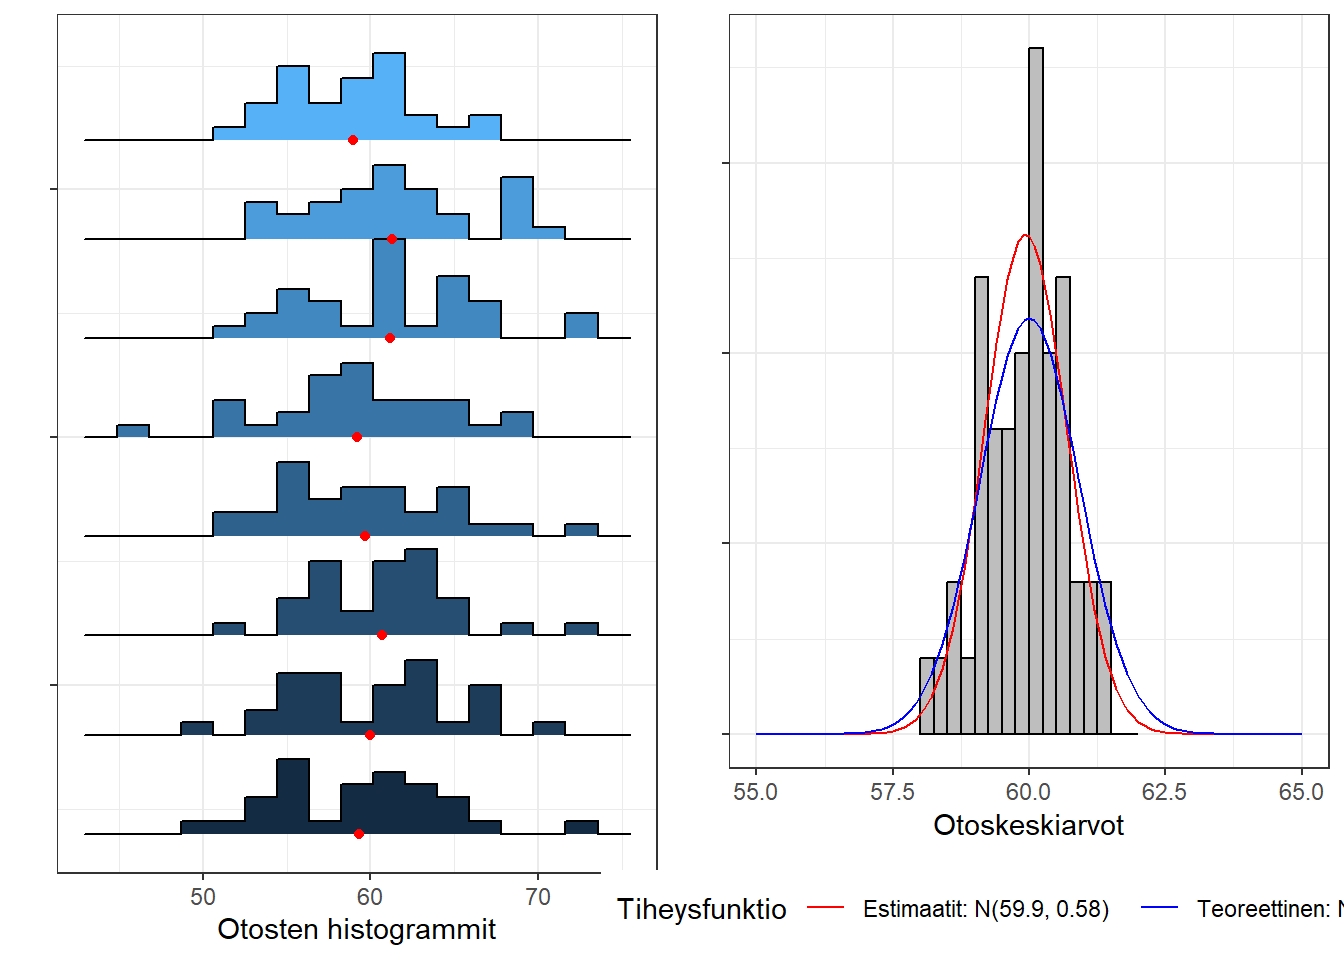 50 60 70
Otosten histogrammit
55.0 57.5 60.0 62.5 65.0
Otoskeskiarvot
Tiheysfunktio Estimaatit: N(59.9, 0.58) Teoreettinen: N